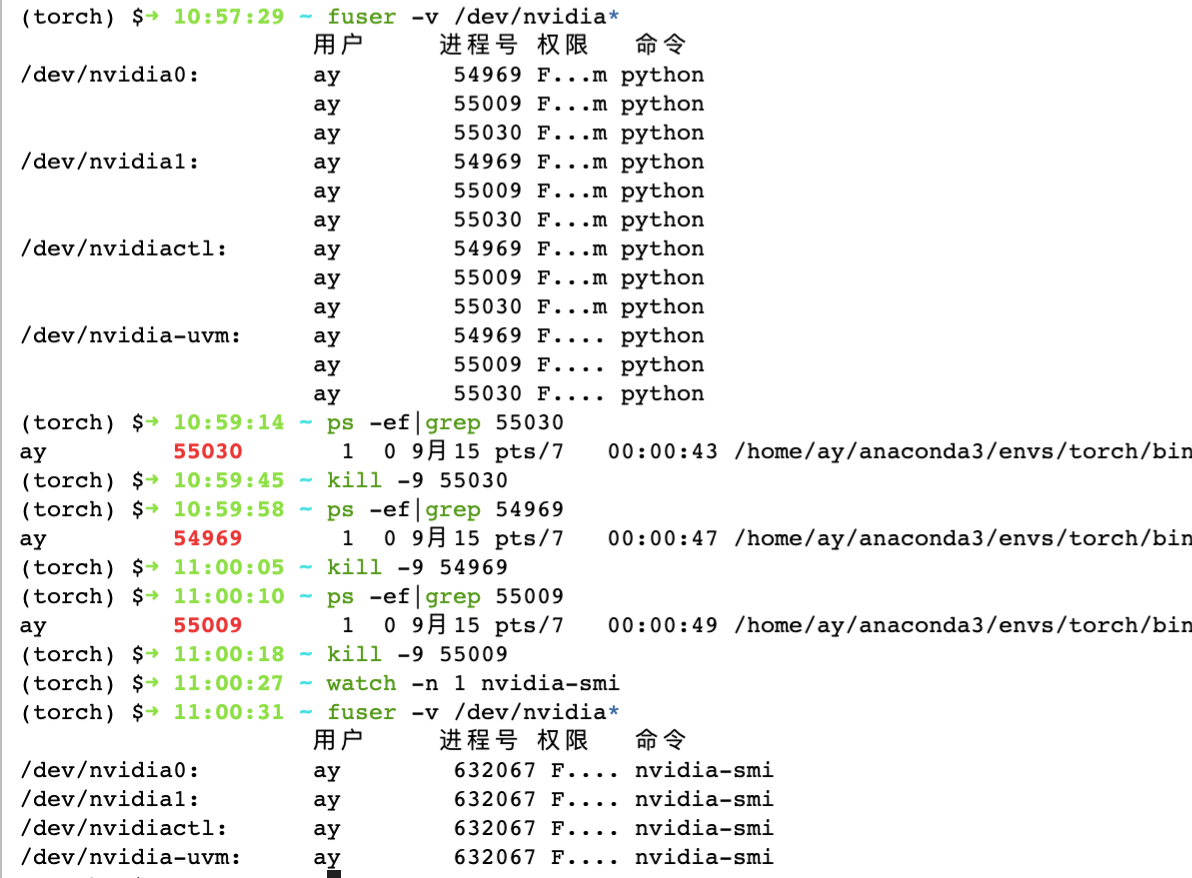 (torch) $→ 10:57:29 ~ fuser -v /dev/nvidia*
用户 进程号 权限 命令
/dev/nvidia0: ay 54969 F...m python
ay 55009 F...m python
ay 55030 F...m python
/dev/nvidia1: ay 54969 F...m python
ay 55009 F...m python
ay 55030 F...m python
/dev/nvidiactl: ay 54969 F...m python
ay 55009 F...m python
ay 55030 F...m python
/dev/nvidia-uvm: ay 54969 F.... python
ay 55009 F.... python
ay 55030 F.... python
(torch) $→ 10:59:14 ~ ps -ef|grep 55030
ay 55030 1 0 9月15 pts/7 00:00:43 /home/ay/anaconda3/envs/torch/bin
(torch) $→ 10:59:45 ~ kill -9 55030
(torch) $→ 10:59:58 ~ ps -ef|grep 54969
ay 54969 1 0 9月15 pts/7 00:00:47 /home/ay/anaconda3/envs/torch/bin
(torch) $→ 11:00:05 ~ kill -9 54969
(torch) $→ 11:00:10 ~ ps -ef|grep 55009
ay 55009 1 0 9月15 pts/7 00:00:49 /home/ay/anaconda3/envs/torch/bin
(torch) $→ 11:00:18 ~ kill -9 55009
(torch) $→ 11:00:27 ~ watch -n 1 nvidia-smi
(torch) $→ 11:00:31 ~ fuser -v /dev/nvidia*
用户 进程号 权限 命令
/dev/nvidia0: ay 632067 F.... nvidia-smi
/dev/nvidia1: ay 632067 F.... nvidia-smi
/dev/nvidiactl: ay 632067 F.... nvidia-smi
/dev/nvidia-uvm: ay 632067 F.... nvidia-smi